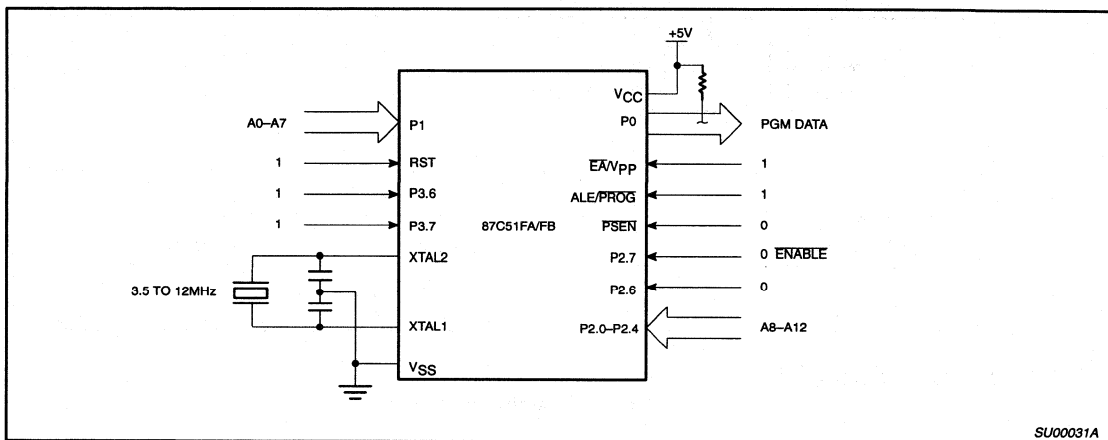 +5V
VCC
A0–A7
P1
P0
PGM DATA
1
RST
EA/VPP
1
1
P3.6
ALE/PROG
1
1
P3.7
87C51FA/FB
PSEN
0
XTAL2
P2.7
0 ENABLE
3.5 TO 12MHz
P2.6
0
XTAL1
P2.0–P2.4
A8–A12
VSS
SU00031A